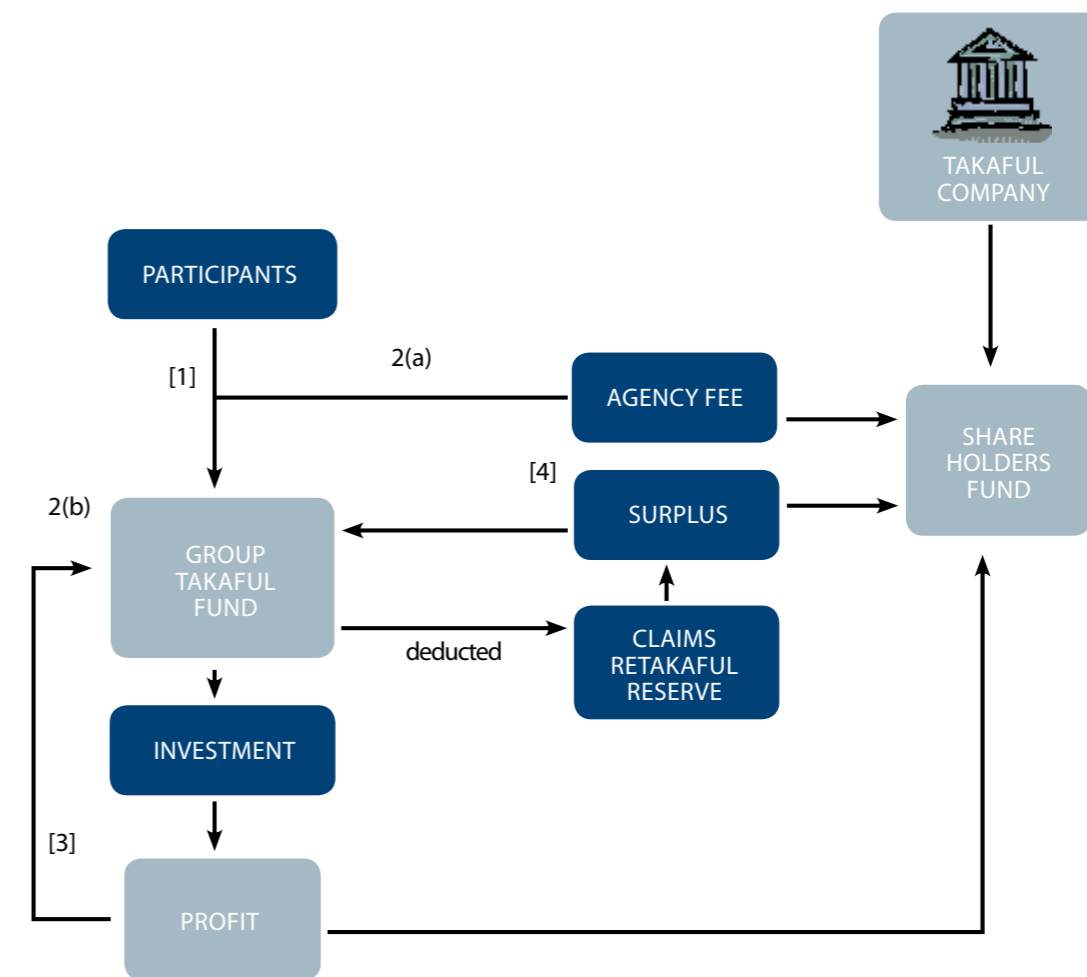 TAKAFUL
COMPANY
PARTICIPANTS
[1]
2(a)
AGENCY FEE
SHARE
HOLDERS
FUND
[4]
SURPLUS
2(b)
GROUP
TAKAFUL
FUND
deducted
CLAIMS
RETAKAFUL
RESERVE
INVESTMENT
[3]
PROFIT